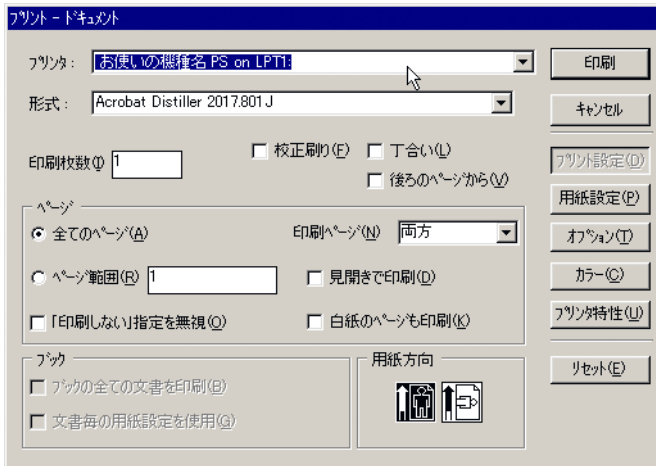 プリント - ドキュメント
プリンタ： お使いの機種名 PS on LPT1:
印刷
形式： Acrobat Distiller 2017.801 J
キャンセル
印刷枚数(I) 1
校正刷り(F)
丁合い(L)
プリント設定(D)
後ろのページから(V)
用紙設定(P)
ページ
全てのページ(A)
印刷ページ(N) 両方
オプション(T)
ページ範囲(R) 1
見開きで印刷(D)
カラー(C)
「印刷しない」指定を無視(O)
白紙のページも印刷(K)
プリンタ特性(U)
ブック
用紙方向
リセット(E)
ブックの全ての文書を印刷(B)
文書毎の用紙設定を使用(G)